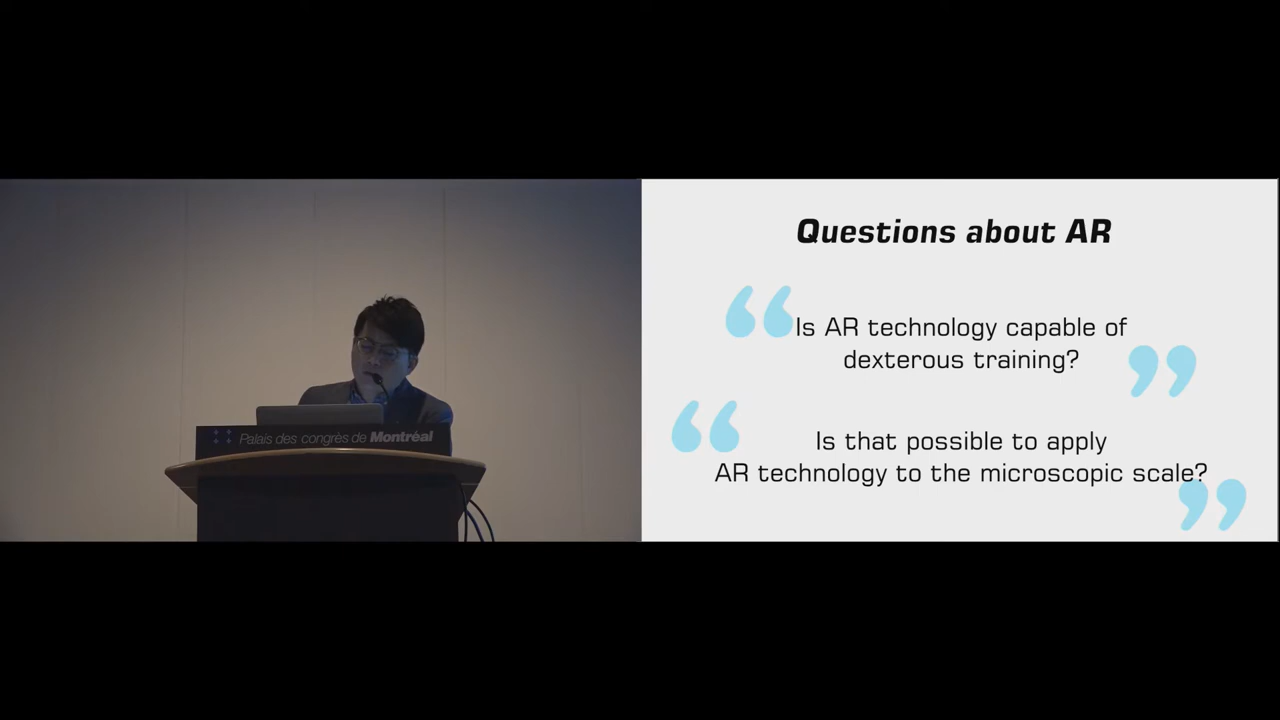 Palais des congrès de Montréal
Questions about AR
Is AR technology capable of
dexterous training?
Is that possible to apply
AR technology to the microscopic scale?